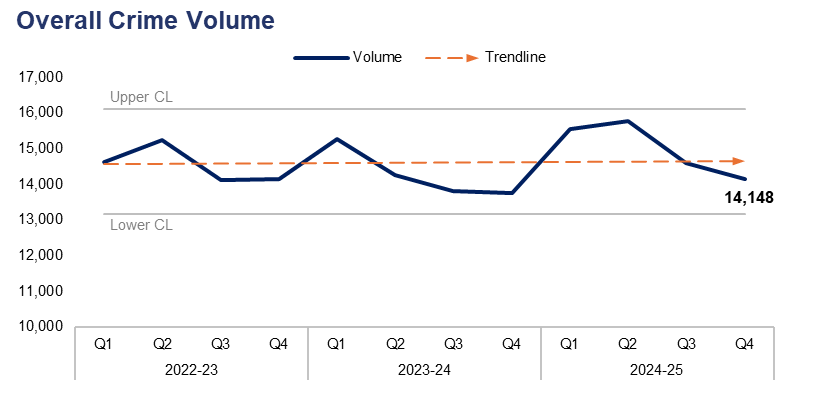 Overall Crime Volume
Volume Trendline
17,000
Upper CL
16,000
15,000
14,000
14,148
13,000
Lower CL
12,000
11,000
10,000
Q1 Q2 Q3 Q4 Q1 Q2 Q3 Q4 Q1 Q2 Q3 Q4
2022-23 2023-24 2024-25